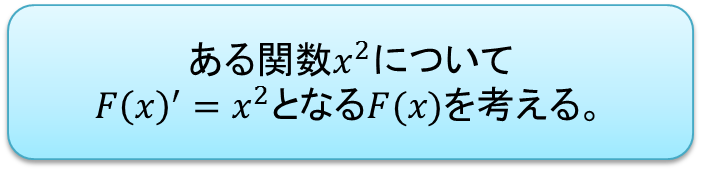 ある関数x²について
F(x)′ = x²となるF(x)を考える。